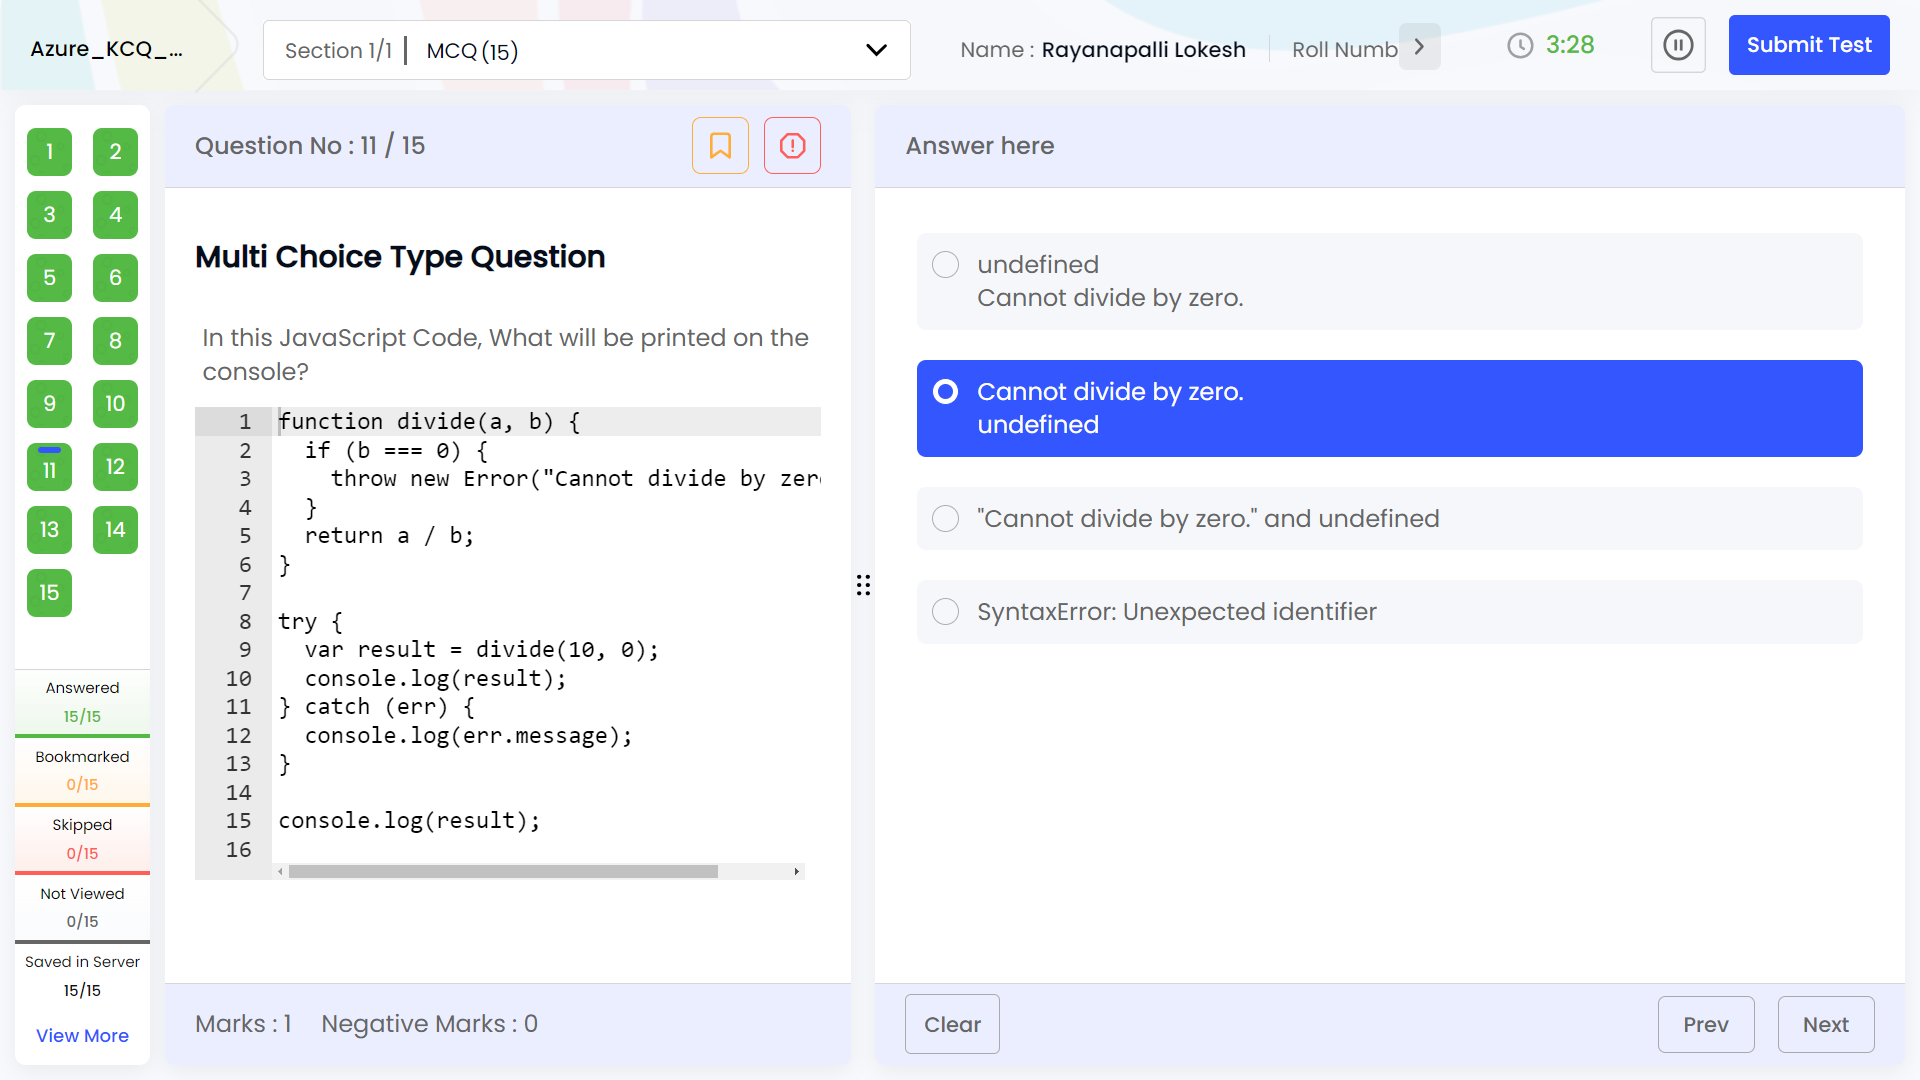 Azure_KCQ_...
Section 1/1 | MCQ (15)
Name : Rayanapalli Lokesh
Roll Numb
3:28
Submit Test
1 2
3 4
5 6
7 8
9 10
11 12
13 14
15
Answered
15/15
Bookmarked
0/15
Skipped
0/15
Not Viewed
0/15
Saved in Server
15/15
View More
Question No : 11 / 15
Multi Choice Type Question
In this JavaScript Code, What will be printed on the
console?
1 function divide(a, b) {
2   if (b === 0) {
3     throw new Error("Cannot divide by zer
4   }
5   return a / b;
6 }
7
8 try {
9   var result = divide(10, 0);
10   console.log(result);
11 } catch (err) {
12   console.log(err.message);
13 }
14
15 console.log(result);
16
Marks : 1 Negative Marks : 0
Answer here
undefined
Cannot divide by zero.
Cannot divide by zero.
undefined
"Cannot divide by zero." and undefined
SyntaxError: Unexpected identifier
Clear
Prev
Next